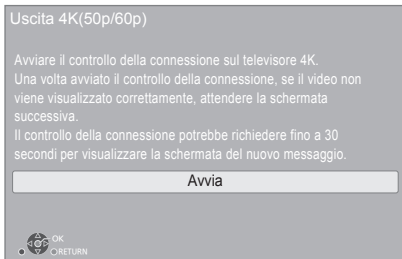 Uscita 4K(50p/60p)
Avviare il controllo della connessione sul televisore 4K.
Una volta avviato il controllo della connessione, se il video non
viene visualizzato correttamente, attendere la schermata
successiva.
Il controllo della connessione potrebbe richiedere fino a 30
secondi per visualizzare la schermata del nuovo messaggio.
Avvia
OK
RETURN